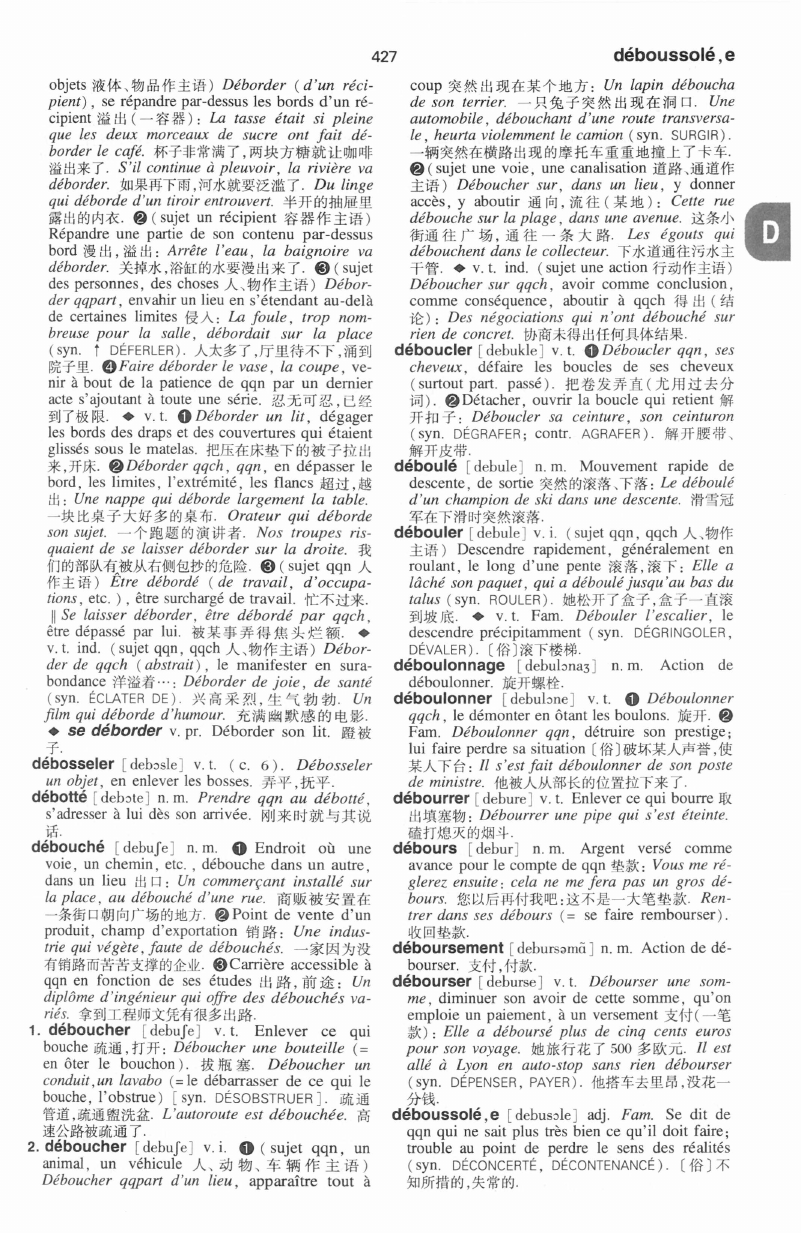 427
déboussolé,e
objets 液体、物品作主语) Déborder (d'un réci-
pient), se répandre par-dessus les bords d'un ré-
cipient 溢出(一容器): La tasse était si pleine
que les deux morceaux de sucre ont fait dé-
border le café. 杯子非常满了,两块方糖就让咖啡
溢出来了. S'il continue à pleuvoir, la rivière va
déborder. 如果再下雨,河水就要泛滥了. Du linge
qui déborde d'un tiroir entrouvert. 半开的抽屉里
露出的内衣. ❷ (sujet un récipient 容器作主语)
Répandre une partie de son contenu par-dessus
bord 漫出,溢出: Arrête l'eau, la baignoire va
déborder. 关掉水,浴缸的水要漫出来了. ❸ (sujet
des personnes, des choses 人、物作主语) Débor-
der qqpart, envahir un lieu en s'étendant au-delà
de certaines limites 侵入: La foule, trop nom-
breuse pour la salle, débordait sur la place
(syn. ↑ DÉFERLER). 人太多了,厅里待不下,涌到
院子里. ❹ Faire déborder le vase, la coupe, ve-
nir à bout de la patience de qqn par un dernier
acte s'ajoutant à toute une série. 忍无可忍,已经
到了极限. ◆ v. t. ❶ Déborder un lit, dégager
les bords des draps et des couvertures qui étaient
glissés sous le matelas. 把压在床垫下的被子拉出
来,开床. ❷ Déborder qqch, qqn, en dépasser le
bord, les limites, l'extrémité, les flancs 超过,越
出: Une nappe qui déborde largement la table.
一块比桌子大好多的桌布. Orateur qui déborde
son sujet. 一个跑题的演讲者. Nos troupes ris-
quaient de se laisser déborder sur la droite. 我
们的部队有被从右侧包抄的危险. ❸ (sujet qqn 人
作主语) Être débordé (de travail, d'occupa-
tions, etc.), être surchargé de travail. 忙不过来.
‖ Se laisser déborder, être débordé par qqch,
être dépassé par lui. 被某事弄得焦头烂额. ◆
v. t. ind. (sujet qqn, qqch 人、物作主语) Débor-
der de qqch (abstrait), le manifester en sura-
bondance 洋溢着…: Déborder de joie, de santé
(syn. ÉCLATER DE). 兴高采烈,生气勃勃. Un
film qui déborde d'humour. 充满幽默感的电影.
◆ se déborder v. pr. Déborder son lit. 蹬被
子.
débosseler [debɔsle] v. t. (c. 6). Débosseler
un objet, en enlever les bosses. 弄平,抚平.
débotté [debɔte] n. m. Prendre qqn au débotté,
s'adresser à lui dès son arrivée. 刚来时就与其说
话.
débouché [debuʃe] n. m. ❶ Endroit où une
voie, un chemin, etc., débouche dans un autre,
dans un lieu 出口: Un commerçant installé sur
la place, au débouché d'une rue. 商贩被安置在
一条街口朝向广场的地方. ❷ Point de vente d'un
produit, champ d'exportation 销路: Une indus-
trie qui végète, faute de débouchés. 一家因为没
有销路而苦苦支撑的企业. ❸ Carrière accessible à
qqn en fonction de ses études 出路,前途: Un
diplôme d'ingénieur qui offre des débouchés va-
riés. 拿到工程师文凭有很多出路.
1. déboucher [debuʃe] v. t. Enlever ce qui
bouche 疏通,打开: Déboucher une bouteille (=
en ôter le bouchon). 拔瓶塞. Déboucher un
conduit,un lavabo (= le débarrasser de ce qui le
bouche, l'obstrue) [syn. DÉSOBSTRUER]. 疏通
管道,疏通盥洗盆. L'autoroute est débouchée. 高
速公路被疏通了.
2. déboucher [debuʃe] v. i. ❶ (sujet qqn, un
animal, un véhicule 人、动物、车辆作主语)
Déboucher qqpart d'un lieu, apparaître tout à
coup 突然出现在某个地方: Un lapin déboucha
de son terrier. 一只兔子突然出现在洞口. Une
automobile, débouchant d'une route transversa-
le, heurta violemment le camion (syn. SURGIR).
一辆突然在横路出现的摩托车重重地撞上了卡车.
❷ (sujet une voie, une canalisation 道路、通道作
主语) Déboucher sur, dans un lieu, y donner
accès, y aboutir 通向,流往(某地): Cette rue
débouche sur la plage, dans une avenue. 这条小
街通往广场,通往一条大路. Les égouts qui
débouchent dans le collecteur. 下水道通往污水主
干管. ◆ v. t. ind. (sujet une action 行动作主语)
Déboucher sur qqch, avoir comme conclusion,
comme conséquence, aboutir à qqch 得出(结
论): Des négociations qui n'ont débouché sur
rien de concret. 协商未得出任何具体结果.
déboucler [debukle] v. t. ❶ Déboucler qqn, ses
cheveux, défaire les boucles de ses cheveux
(surtout part. passé). 把卷发弄直(尤用过去分
词). ❷ Détacher, ouvrir la boucle qui retient 解
开扣子: Déboucler sa ceinture, son ceinturon
(syn. DÉGRAFER; contr. AGRAFER). 解开腰带、
解开皮带.
déboulé [debule] n. m. Mouvement rapide de
descente, de sortie 突然的滚落、下落: Le déboulé
d'un champion de ski dans une descente. 滑雪冠
军在下滑时突然滚落.
débouler [debule] v. i. (sujet qqn, qqch 人、物作
主语) Descendre rapidement, généralement en
roulant, le long d'une pente 滚落,滚下: Elle a
lâché son paquet, qui a déboulé jusqu'au bas du
talus (syn. ROULER). 她松开了盒子,盒子一直滚
到坡底. ◆ v. t. Fam. Débouler l'escalier, le
descendre précipitamment (syn. DÉGRINGOLER,
DÉVALER). 〔俗〕滚下楼梯.
déboulonnage [debulɔnaʒ] n. m. Action de
déboulonner. 旋开螺栓.
déboulonner [debulɔne] v. t. ❶ Déboulonner
qqch, le démonter en ôtant les boulons. 旋开. ❷
Fam. Déboulonner qqn, détruire son prestige;
lui faire perdre sa situation〔俗〕破坏某人声誉,使
某人下台: Il s'est fait déboulonner de son poste
de ministre. 他被人从部长的位置拉下来了.
débourrer [debure] v. t. Enlever ce qui bourre 取
出填塞物: Débourrer une pipe qui s'est éteinte.
磕打熄灭的烟斗.
débours [debur] n. m. Argent versé comme
avance pour le compte de qqn 垫款: Vous me ré-
glerez ensuite: cela ne me fera pas un gros dé-
bours. 您以后再付我吧:这不是一大笔垫款. Ren-
trer dans ses débours (= se faire rembourser).
收回垫款.
déboursement [debursəmɑ̃] n. m. Action de dé-
bourser. 支付,付款.
débourser [deburse] v. t. Débourser une som-
me, diminuer son avoir de cette somme, qu'on
emploie un paiement, à un versement 支付(一笔
款): Elle a déboursé plus de cinq cents euros
pour son voyage. 她旅行花了 500 多欧元. Il est
allé à Lyon en auto-stop sans rien débourser
(syn. DÉPENSER, PAYER). 他搭车去里昂,没花一
分钱.
déboussolé,e [debusɔle] adj. Fam. Se dit de
qqn qui ne sait plus très bien ce qu'il doit faire;
trouble au point de perdre le sens des réalités
(syn. DÉCONCERTÉ, DÉCONTENANCÉ). 〔俗〕不
知所措的,失常的.
D